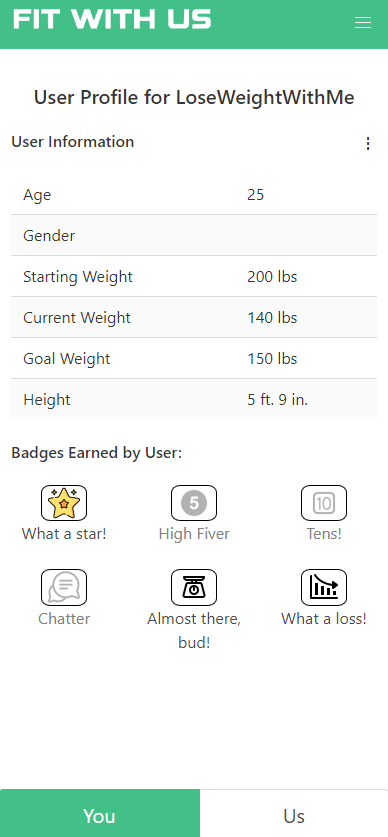 FIT WITH US
User Profile for LoseWeightWithMe
User Information
Age 25
Gender
Starting Weight 200 lbs
Current Weight 140 lbs
Goal Weight 150 lbs
Height 5 ft. 9 in.
Badges Earned by User:
5 10
What a star! High Fiver Tens!
Chatter Almost there, What a loss!
bud!
You Us